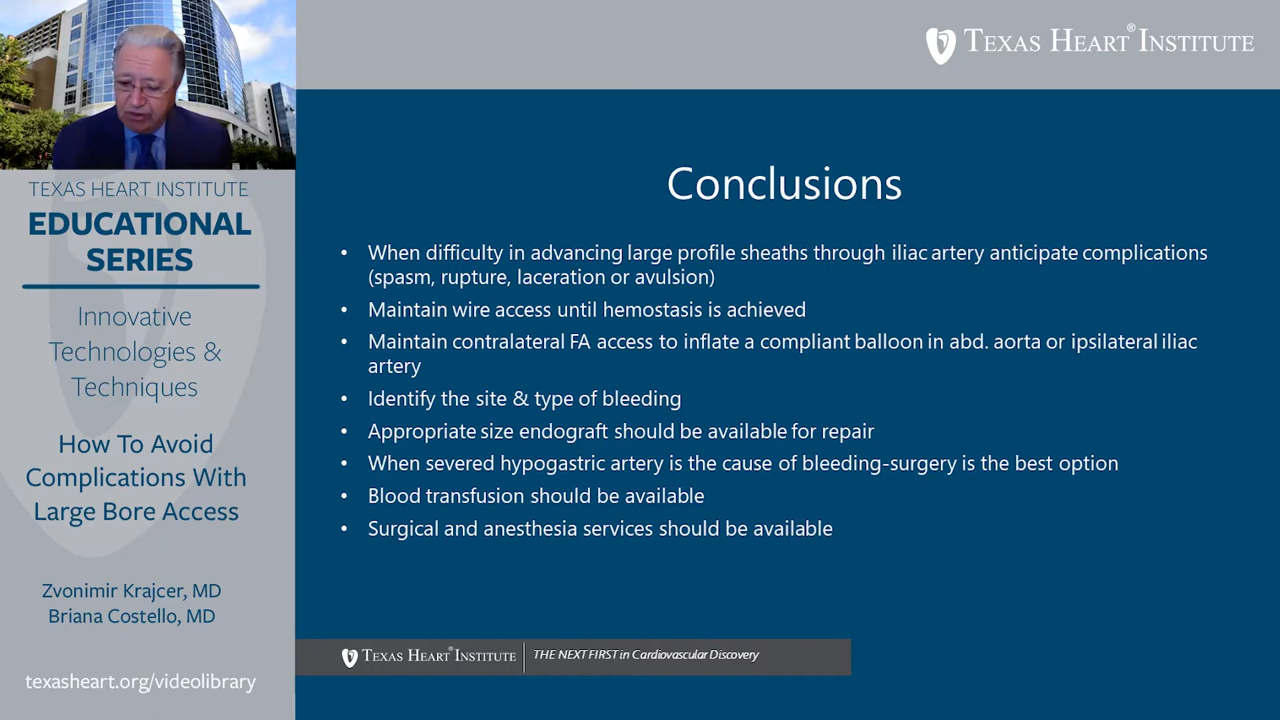 TEXAS HEART® INSTITUTE
TEXAS HEART INSTITUTE
EDUCATIONAL
SERIES
Innovative
Technologies &
Techniques
How To Avoid
Complications With
Large Bore Access
Zvonimir Krajcer, MD
Briana Costello, MD
texasheart.org/videolibrary
Conclusions
• When difficulty in advancing large profile sheaths through iliac artery anticipate complications
(spasm, rupture, laceration or avulsion)
• Maintain wire access until hemostasis is achieved
• Maintain contralateral FA access to inflate a compliant balloon in abd. aorta or ipsilateral iliac
artery
• Identify the site & type of bleeding
• Appropriate size endograft should be available for repair
• When severed hypogastric artery is the cause of bleeding-surgery is the best option
• Blood transfusion should be available
• Surgical and anesthesia services should be available
TEXAS HEART® INSTITUTE
THE NEXT FIRST in Cardiovascular Discovery